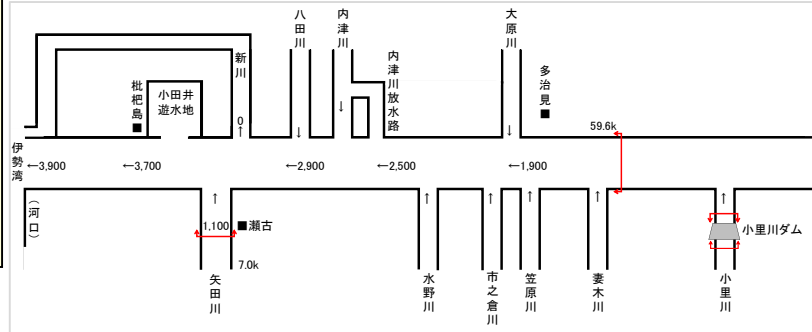 八田川
内津川
大原川
新川
内津川放水路
多治見
枇杷島
■
小田井
遊水地
■
0
↑
↓
↓
↓
59.6k
伊勢湾
←3,900
←3,700
←2,900
←2,500
←1,900
（河口）
↑
1,100
■瀬古
7.0k
↑
↑
↑
↑
↑
小里川ダム
矢田川
水野川
市之倉川
笠原川
妻木川
小里川